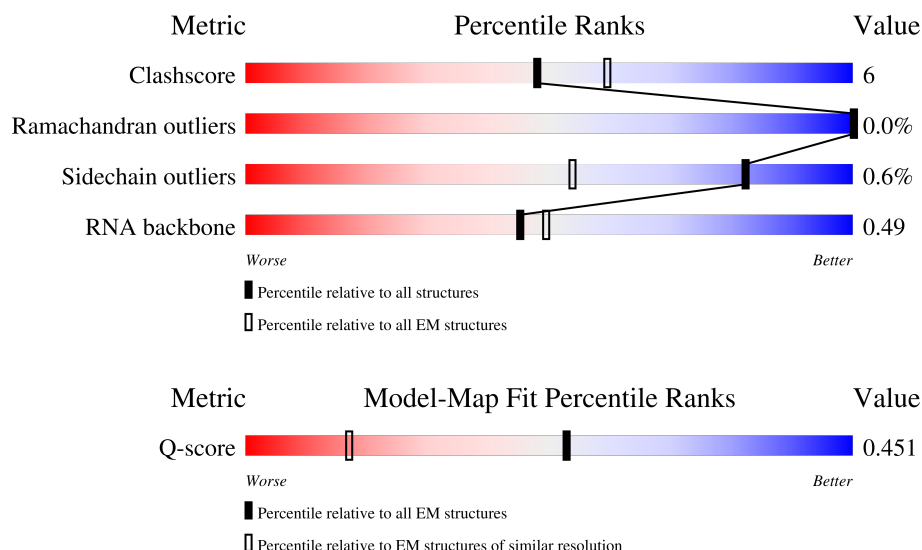 Metric Percentile Ranks Value
Clashscore 6
Ramachandran outliers 0.0%
Sidechain outliers 0.6%
RNA backbone 0.49
Worse Better
Percentile relative to all structures
Percentile relative to all EM structures
Metric Model-Map Fit Percentile Ranks Value
Q-score 0.451
Worse Better
Percentile relative to all EM structures
Percentile relative to EM structures of similar resolution